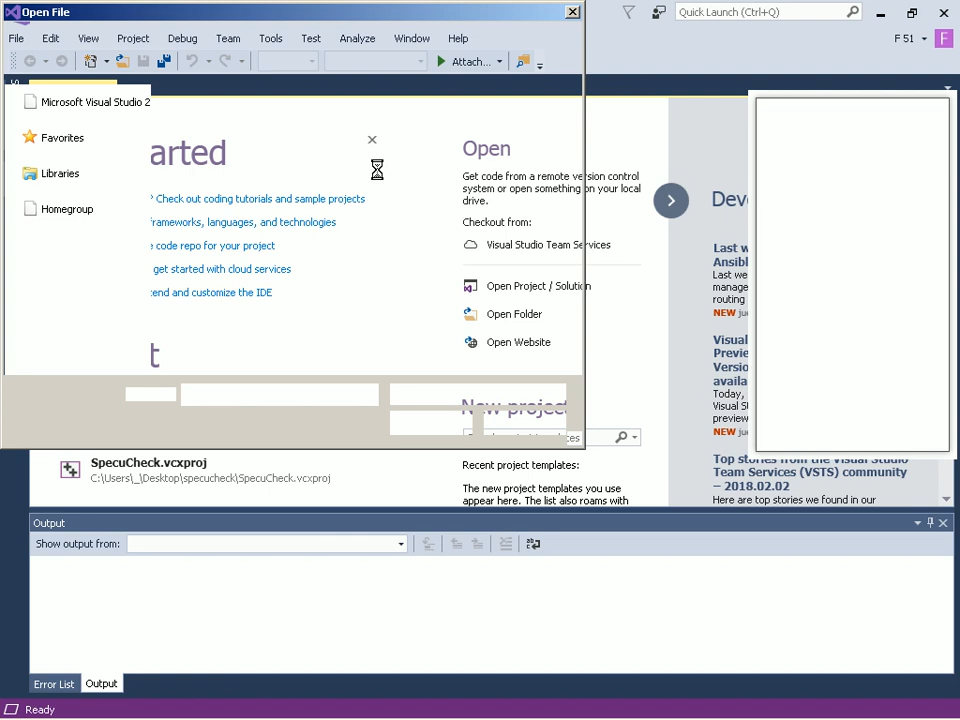 Open File
Quick Launch (Ctrl+Q)
File Edit View Project Debug Team Tools Test Analyze Window Help
F 51
F
Attach...
Microsoft Visual Studio 2
Favorites
Libraries
Homegroup
arted
Check out coding tutorials and sample projects
frameworks, languages, and technologies
code repo for your project
get started with cloud services
end and customize the IDE
t
Open
Get code from a remote version control
system or open something on your local
drive.
Checkout from:
Visual Studio Team Services
Open Project / Solution
Open Folder
Open Website
New project
Recent project templates:
The new project templates you use
appear here. The list also roams with
Deve
Last w
Ansibl
Last we
manage
routing
NEW
Visual
Previe
Versio
availa
Today,
Visual St
preview
NEW
Top stories from the Visual Studio
Team Services (VSTS) community
– 2018.02.02
Here are top stories we found in our
SpecuCheck.vcxproj
C:\Users\_\Desktop\specucheck\SpecuCheck.vcxproj
Output
Show output from:
Error List Output
Ready